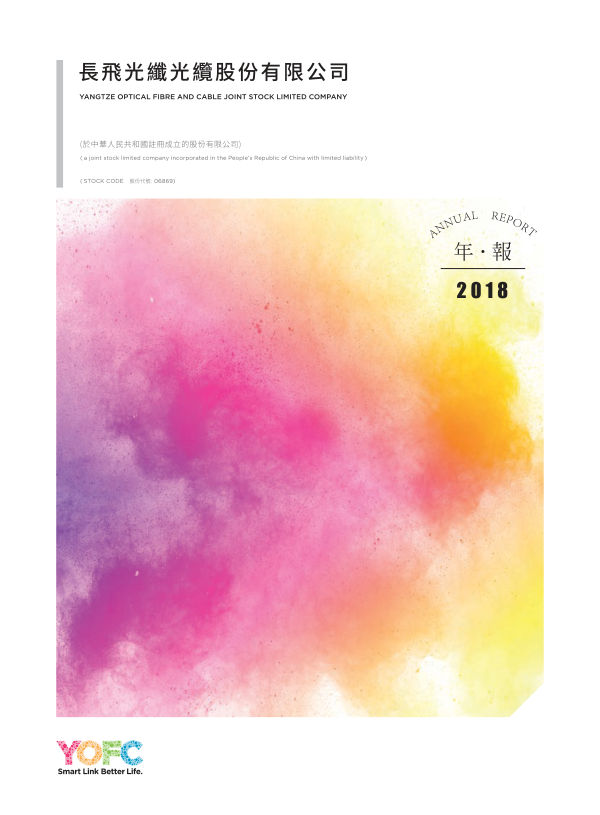 長飛光纖光纜股份有限公司
YANGTZE OPTICAL FIBRE AND CABLE JOINT STOCK LIMITED COMPANY
(於中華人民共和國註冊成立的股份有限公司)
(a joint stock limited company incorporated in the People's Republic of China with limited liability)
(STOCK CODE 股份代號: 06869)
ANNUAL REPORT
年·報
2018
YOFC
Smart Link Better Life.